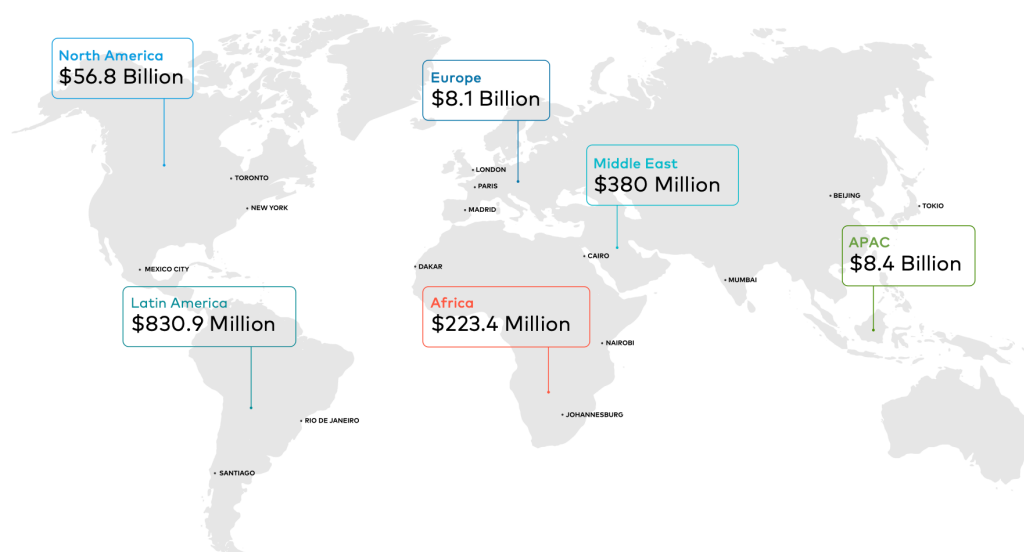 North America
$56.8 Billion
Europe
$8.1 Billion
Middle East
$380 Million
LONDON
PARIS
MADRID
TORONTO
NEW YORK
BEIJING
TOKIO
APAC
$8.4 Billion
CAIRO
DAKAR
MEXICO CITY
MUMBAI
Latin America
$830.9 Million
Africa
$223.4 Million
NAIROBI
JOHANNESBURG
RIO DE JANEIRO
SANTIAGO